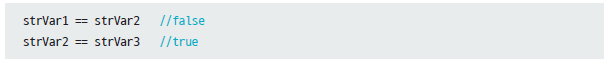 strVar1 == strVar2   //false
strVar2 == strVar3   //true